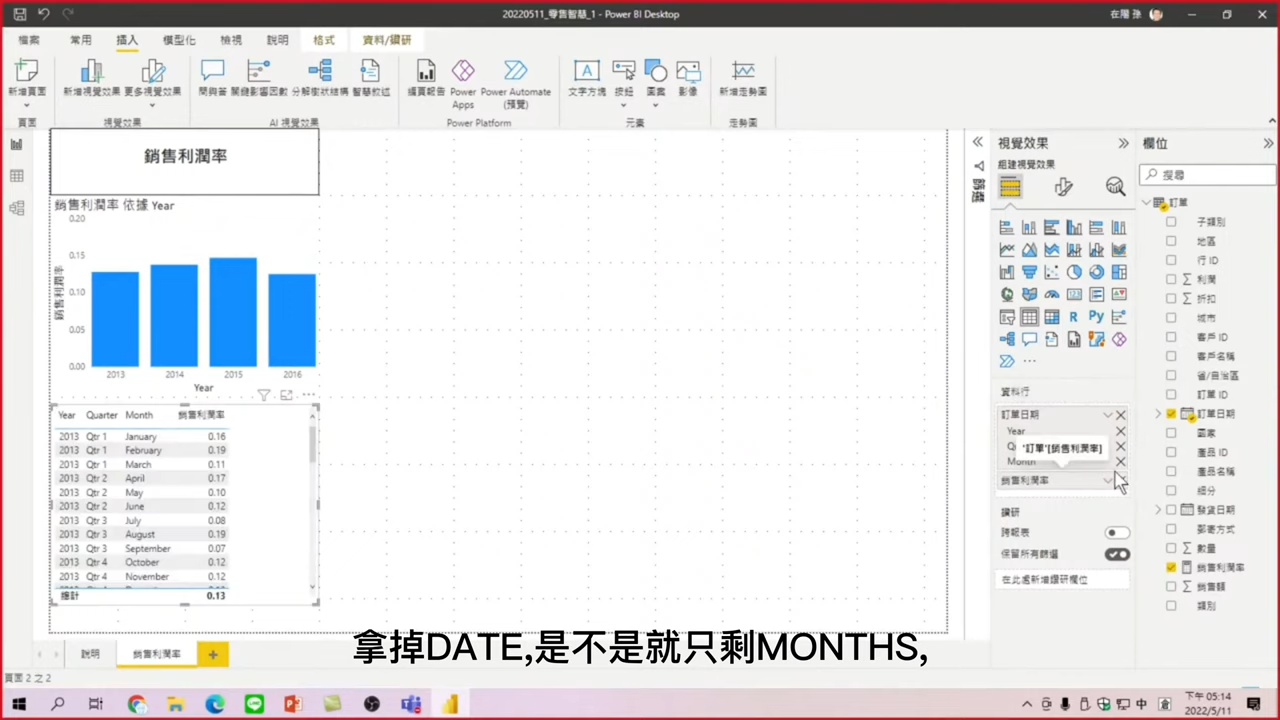 20220511_零售智慧_1 - Power BI Desktop
在陽 孫
檔案 常用 插入 模型化 檢視 說明 格式 資料/鑽研
新增頁面 新增視覺效果 更多視覺效果 問與答 關鍵影響因數 分解樹狀結構 智慧敘述 編頁報告 Power Apps Power Automate (預覽) 文字方塊 按鈕 圖案 影像 新增走勢圖
頁面 視覺效果 AI 視覺效果 Power Platform 元素 走勢圖
銷售利潤率
銷售利潤率 依據 Year
0.20
0.15
0.10
0.05
0.00
銷售利潤率
2013 2014 2015 2016
Year
Year Quarter Month 銷售利潤率
2013 Qtr 1 January 0.16
2013 Qtr 1 February 0.19
2013 Qtr 1 March 0.11
2013 Qtr 2 April 0.17
2013 Qtr 2 May 0.10
2013 Qtr 2 June 0.12
2013 Qtr 3 July 0.08
2013 Qtr 3 August 0.19
2013 Qtr 3 September 0.07
2013 Qtr 4 October 0.12
2013 Qtr 4 November 0.12
總計 0.13
篩選
視覺效果
組建視覺效果
R Py
資料行
訂單日期
Year
Qu
'訂單'[銷售利潤率]
Month
銷售利潤率
鑽研
跨報表
保留所有篩選
在此處新增鑽研欄位
欄位
搜尋
訂單
子類別
地區
行 ID
利潤
折扣
城市
客戶 ID
客戶名稱
省/自治區
訂單 ID
訂單日期
國家
產品 ID
產品名稱
細分
發貨日期
郵寄方式
數量
銷售利潤率
銷售額
類別
說明 銷售利潤率
拿掉DATE,是不是就只剩MONTHS,
頁面 2 之 2
中
下午 05:14
2022/5/11